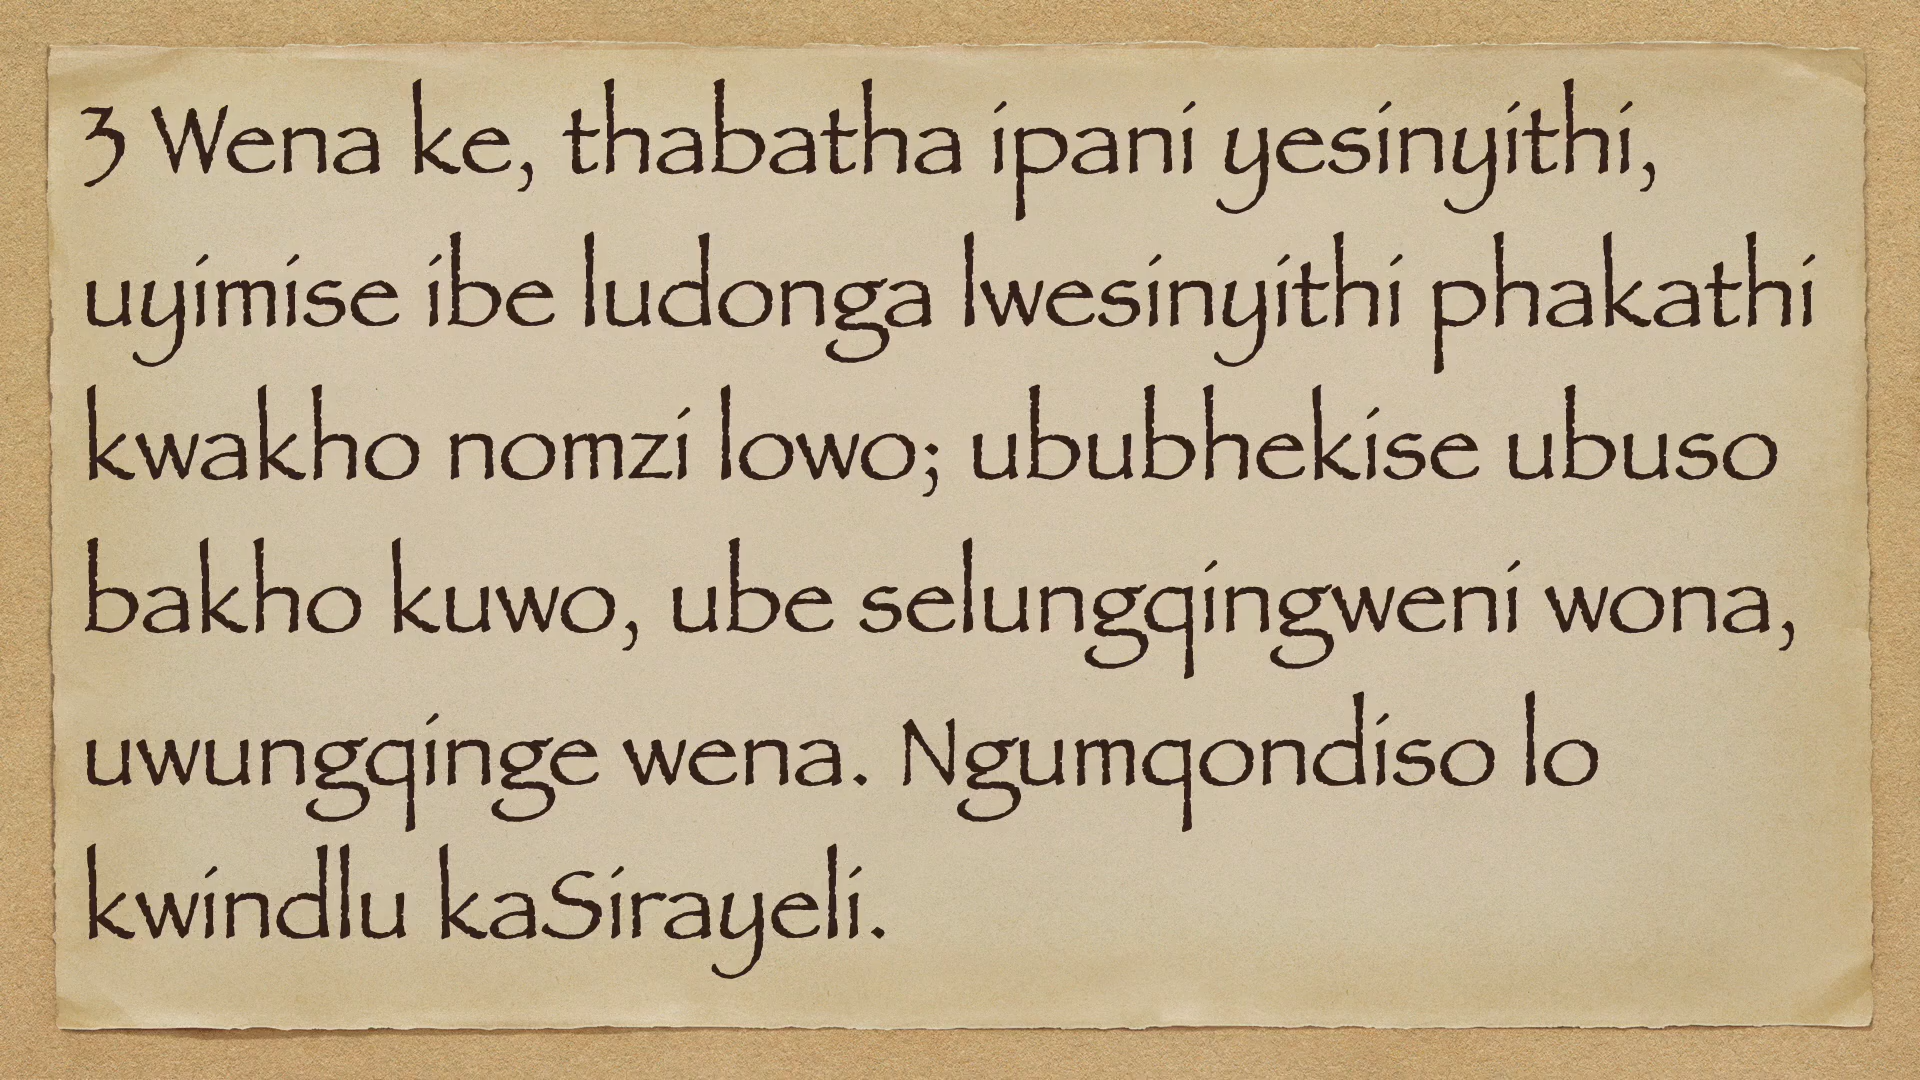 3 Wena ke, thabatha ipani yesinyithi,
uyimise ibe ludonga lwesinyithi phakathi
kwakho nomzi lowo; ububhekise ubuso
bakho kuwo, ube selungqingweni wona,
uwungqinge wena. Ngumqondiso lo
kwindlu kaSirayeli.